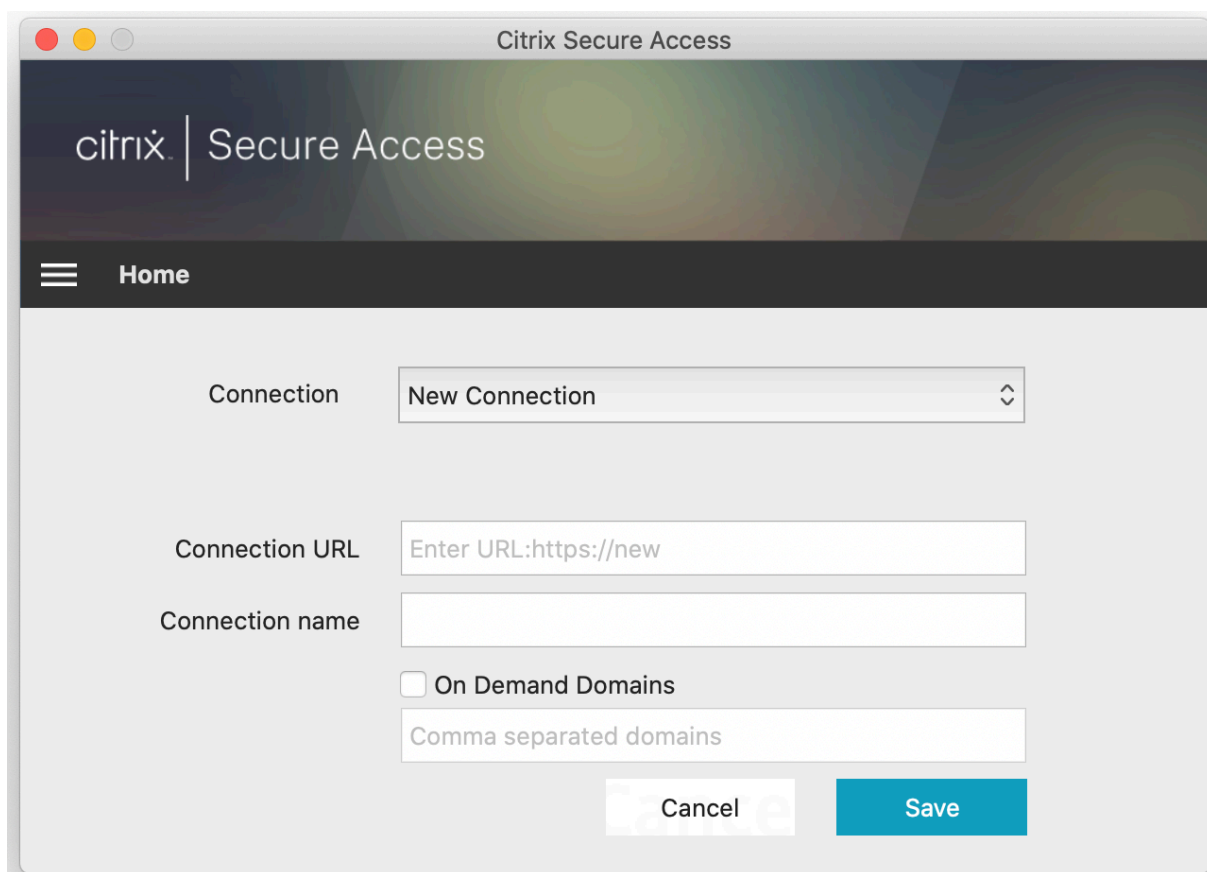 Citrix Secure Access
citrix™ | Secure Access
Home
Connection
New Connection
Connection URL
Enter URL:https://new
Connection name
On Demand Domains
Comma separated domains
Cancel
Save